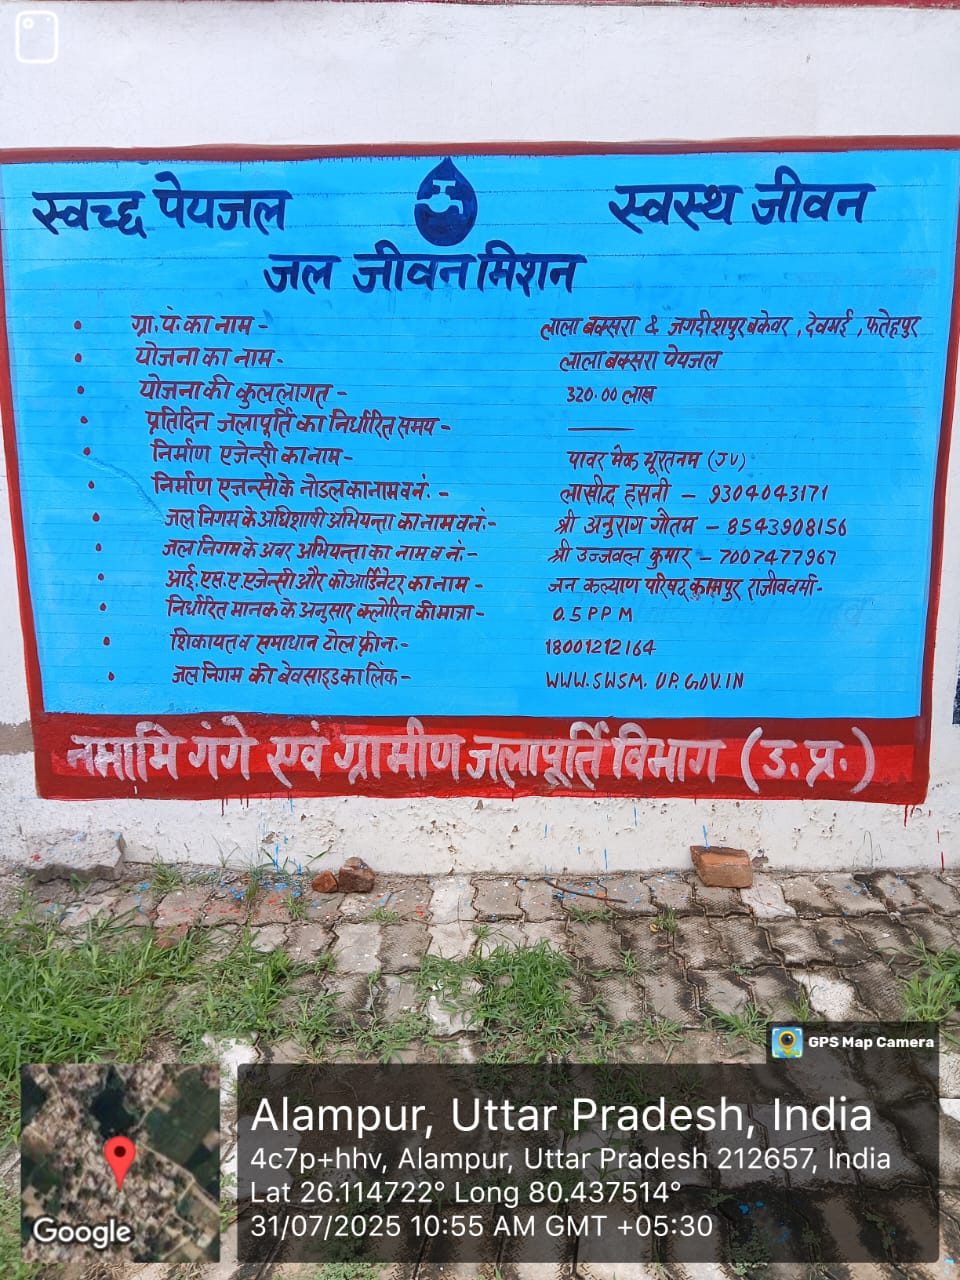 स्वच्छ पेयजल स्वस्थ जीवन
जल जीवन मिशन
ग्रा.पं. का नाम - लाला बक्सरा & जगदीशपुर बकेवर, देवमई, फतेहपुर
योजना का नाम - लाला बक्सरा पेयजल
योजना की कुल लागत - 320.00 लाख
प्रतिदिन जलापूर्ति का निर्धारित समय -
निर्माण एजेन्सी का नाम - पावर मेक भूरतनम (JV)
निर्माण एजन्सी के नोडल का नाम व नं. - हसनी - 9304043171
जल निगम के अधिशाषी अभियन्ता का नाम व नं:- श्री अनुराग गौतम - 8543908156
जल निगम के अवर अभियन्ता का नाम व नं:- श्री उज्जवल कुमार - 7007477967
आई.एस.ए एजेन्सी और कोआर्डिनेटर का नाम - जन कल्याण परिषद कानपुर राजीव वर्मा-
निर्धारित मानक के अनुसार क्लोरिन की मात्रा - 0.5 PPM
शिकायत व समाधान टोल फ्री नं.- 18001212164
जल निगम की बेवसाइड का लिंक - WWW.SWSM.UP.GOV.IN
नमामि गंगे एवं ग्रामीण जलापूर्ति विभाग (उ.प्र.)
GPS Map Camera
Alampur, Uttar Pradesh, India
4c7p+hhv, Alampur, Uttar Pradesh 212657, India
Lat 26.114722° Long 80.437514°
31/07/2025 10:55 AM GMT +05:30
Google